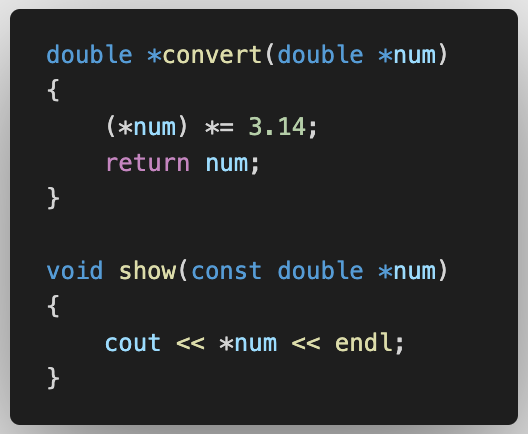 double *convert(double *num)
{
    (*num) *= 3.14;
    return num;
}

void show(const double *num)
{
    cout << *num << endl;
}